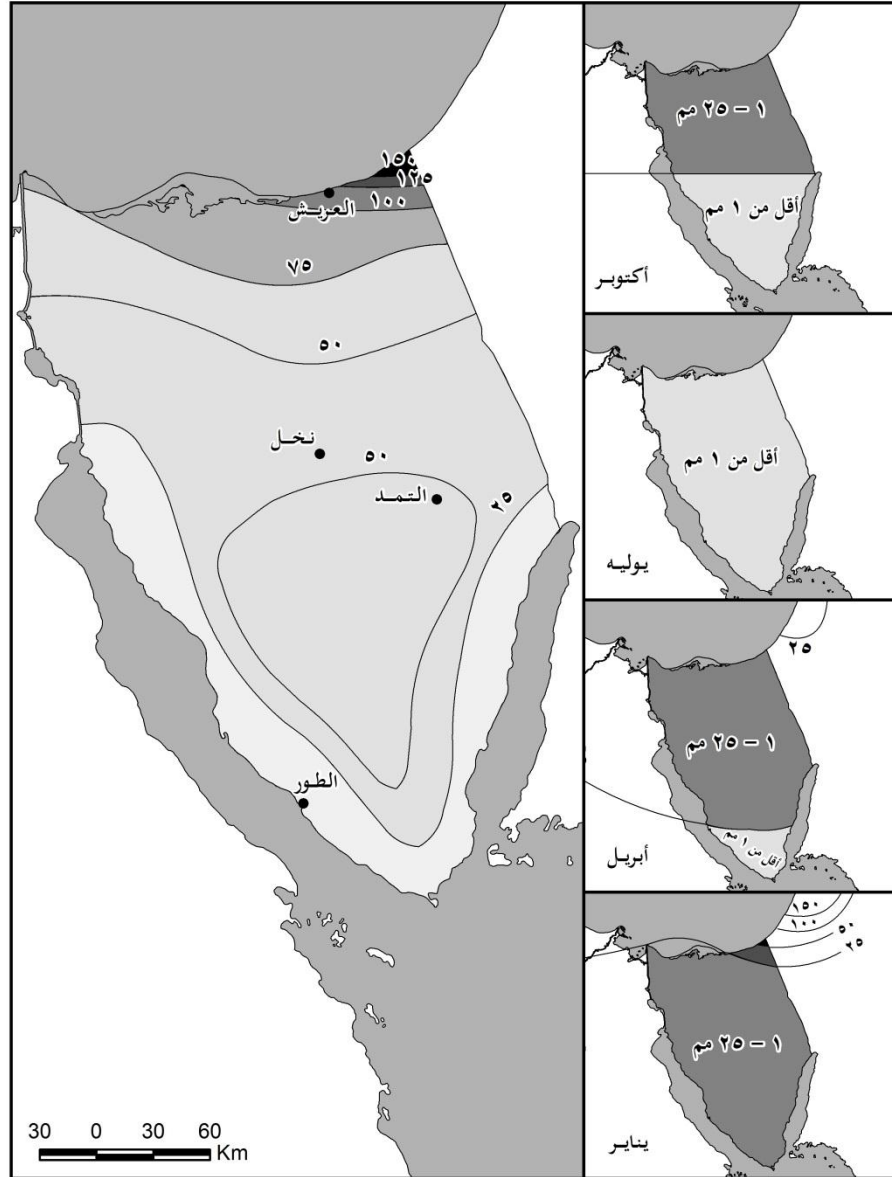 ١٥٠
١٢٥
١٠٠
العريش
٧٥
٥٠
نخل
٥٠
التمد
٢٥
الطور
30 0 30 60 Km
١ – ٢٥ مم
أقل من ١ مم
أكتوبر
أقل من ١ مم
يوليه
٢٥
١ – ٢٥ مم
أقل من ١ مم
أبريل
١٥٠
١٠٠
٥٠
٢٥
١ – ٢٥ مم
يناير